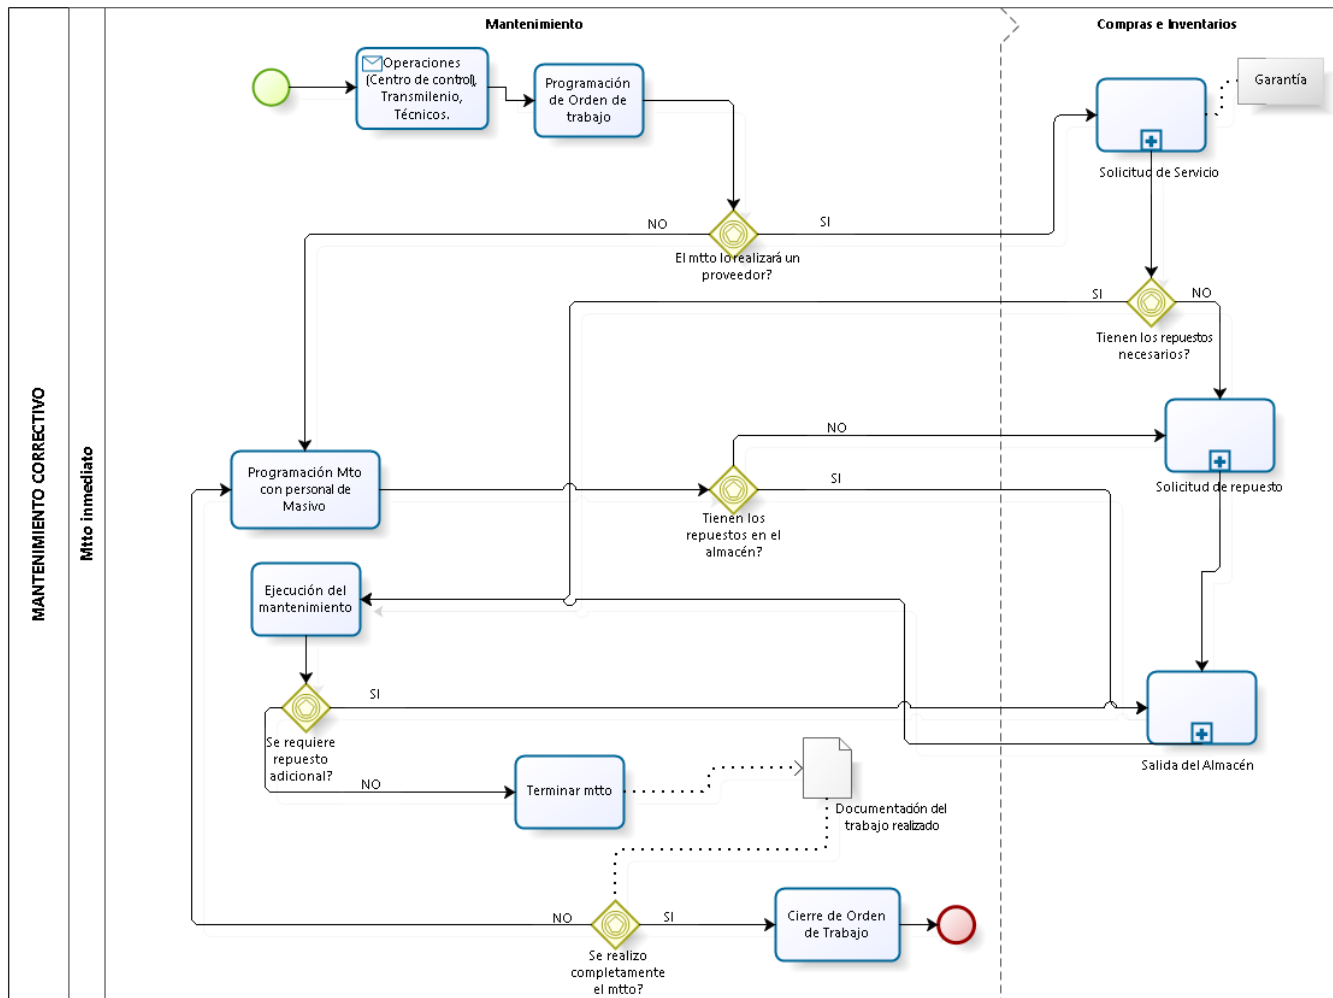 Mantenimiento
Compras e Inventarios
MANTENIMIENTO CORRECTIVO
Mtto inmediato
Operaciones
(Centro de control),
Transmilenio,
Técnicos.
Programación
de Orden de
trabajo
Garantía
Solicitud de Servicio
NO
SI
El mtto lo realizará un
proveedor?
SI
NO
Tienen los repuestos
necesarios?
Programación Mto
con personal de
Masivo
NO
SI
Tienen los
repuestos en el
almacén?
Solicitud de repuesto
Ejecución del
mantenimiento
SI
Se requiere
repuesto
adicional?
NO
Terminar mtto
Documentación del
trabajo realizado
Salida del Almacén
NO
SI
Se realizo
completamente
el mtto?
Cierre de Orden
de Trabajo